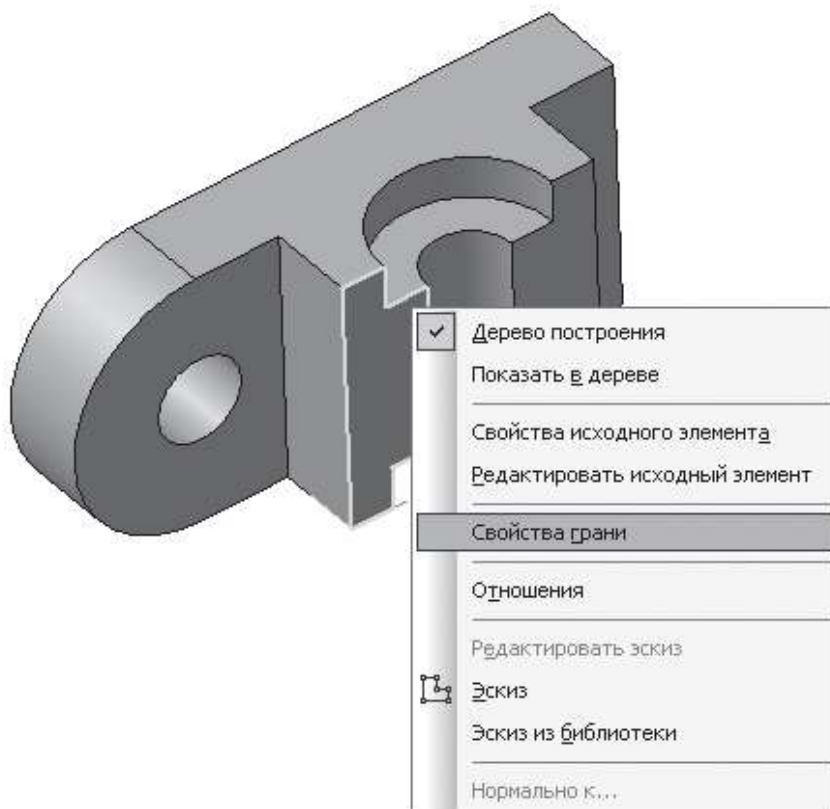 Дерево построения
Показать в дереве
Свойства исходного элемента
Редактировать исходный элемент
Свойства грани
Отношения
Редактировать эскиз
Эскиз
Эскиз из библиотеки
Нормально к...